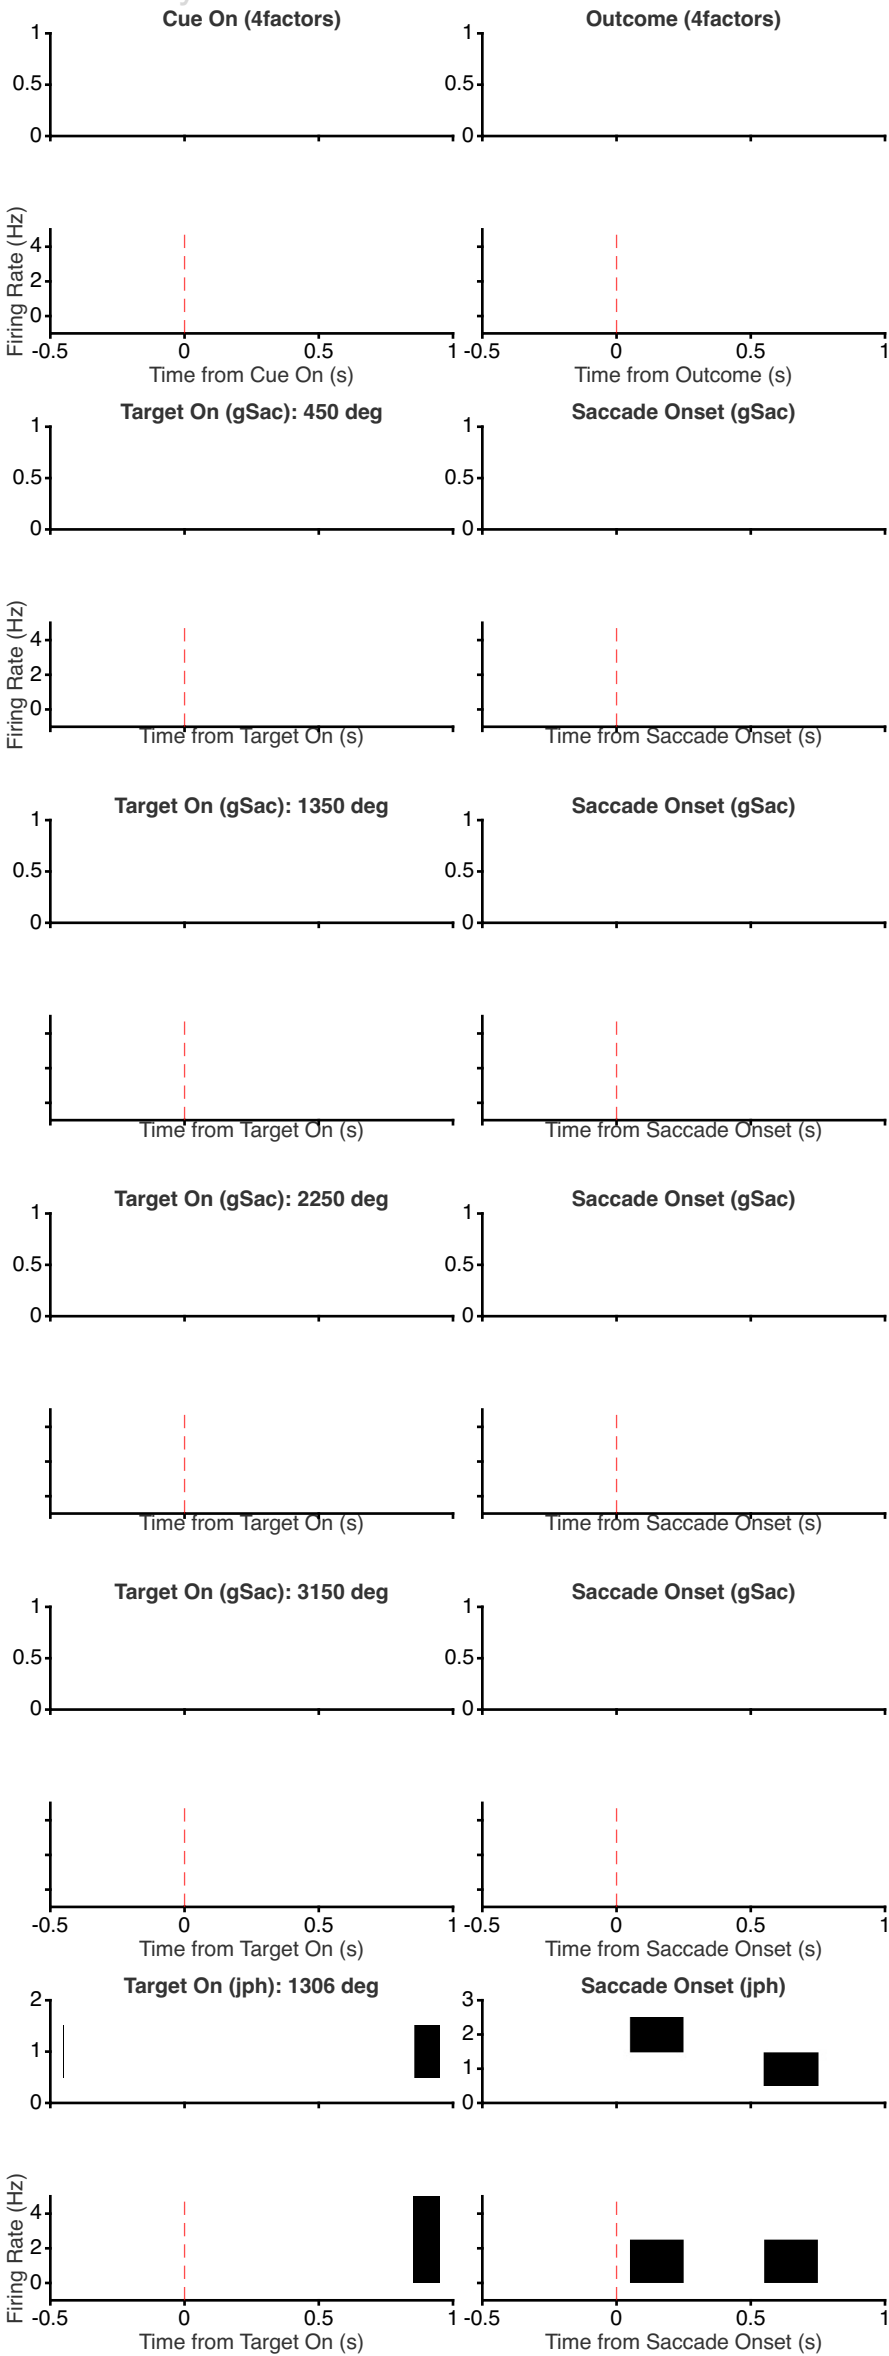 Cue On (4factors) Outcome (4factors)
1 1
0.5 0.5
0 0
Firing Rate (Hz)
4
2
0
-0.5 0 0.5 1 -0.5 0 0.5 1
Time from Cue On (s) Time from Outcome (s)
Target On (gSac): 450 deg Saccade Onset (gSac)
1 1
0.5 0.5
0 0
Firing Rate (Hz)
4
2
0
Time from Target On (s) Time from Saccade Onset (s)
Target On (gSac): 1350 deg Saccade Onset (gSac)
1 1
0.5 0.5
0 0
Time from Target On (s) Time from Saccade Onset (s)
Target On (gSac): 2250 deg Saccade Onset (gSac)
1 1
0.5 0.5
0 0
Time from Target On (s) Time from Saccade Onset (s)
Target On (gSac): 3150 deg Saccade Onset (gSac)
1 1
0.5 0.5
0 0
-0.5 0 0.5 1 -0.5 0 0.5 1
Time from Target On (s) Time from Saccade Onset (s)
Target On (jph): 1306 deg Saccade Onset (jph)
2 3
1 2
0 1
0
Firing Rate (Hz)
4
2
0
-0.5 0 0.5 1 -0.5 0 0.5 1
Time from Target On (s) Time from Saccade Onset (s)